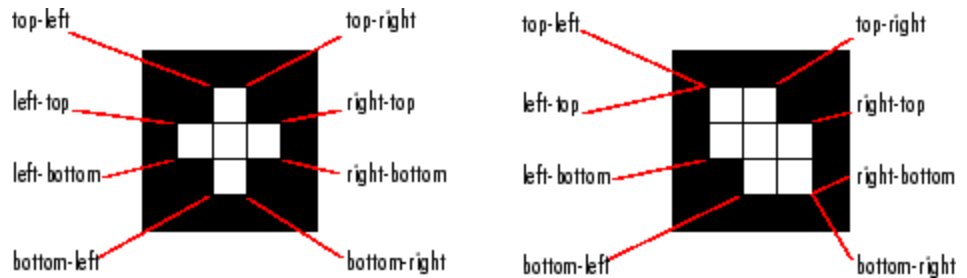 top-left top-right top-left top-right
left-top right-top left-top right-top
left-bottom right-bottom left-bottom right-bottom
bottom-left bottom-right bottom-left bottom-right